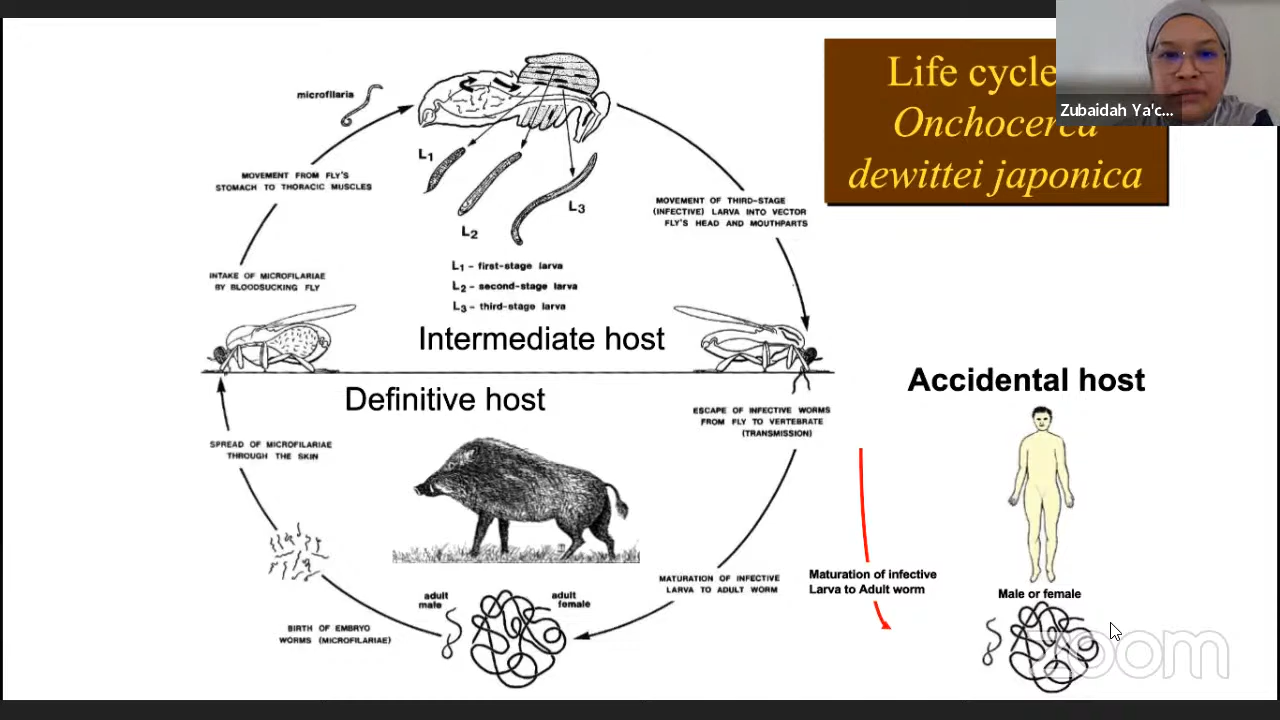 Life cycle
Onchocerca
dewittei japonica
Zubaidah Ya'c...
microfilaria
L1
L2
L3
MOVEMENT FROM FLY'S
STOMACH TO THORACIC MUSCLES
MOVEMENT OF THIRD-STAGE
(INFECTIVE) LARVA INTO VECTOR
FLY'S HEAD AND MOUTHPARTS
INTAKE OF MICROFILARIAE
BY BLOODSUCKING FLY
L1 – first-stage larva
L2 – second-stage larva
L3 – third-stage larva
Intermediate host
Definitive host
Accidental host
ESCAPE OF INFECTIVE WORMS
FROM FLY TO VERTEBRATE
(TRANSMISSION)
SPREAD OF MICROFILARIAE
THROUGH THE SKIN
MATURATION OF INFECTIVE
LARVA TO ADULT WORM
Maturation of infective
Larva to Adult worm
Male or female
adult
male
adult
female
BIRTH OF EMBRYO
WORMS (MICROFILARIAE)
zoom